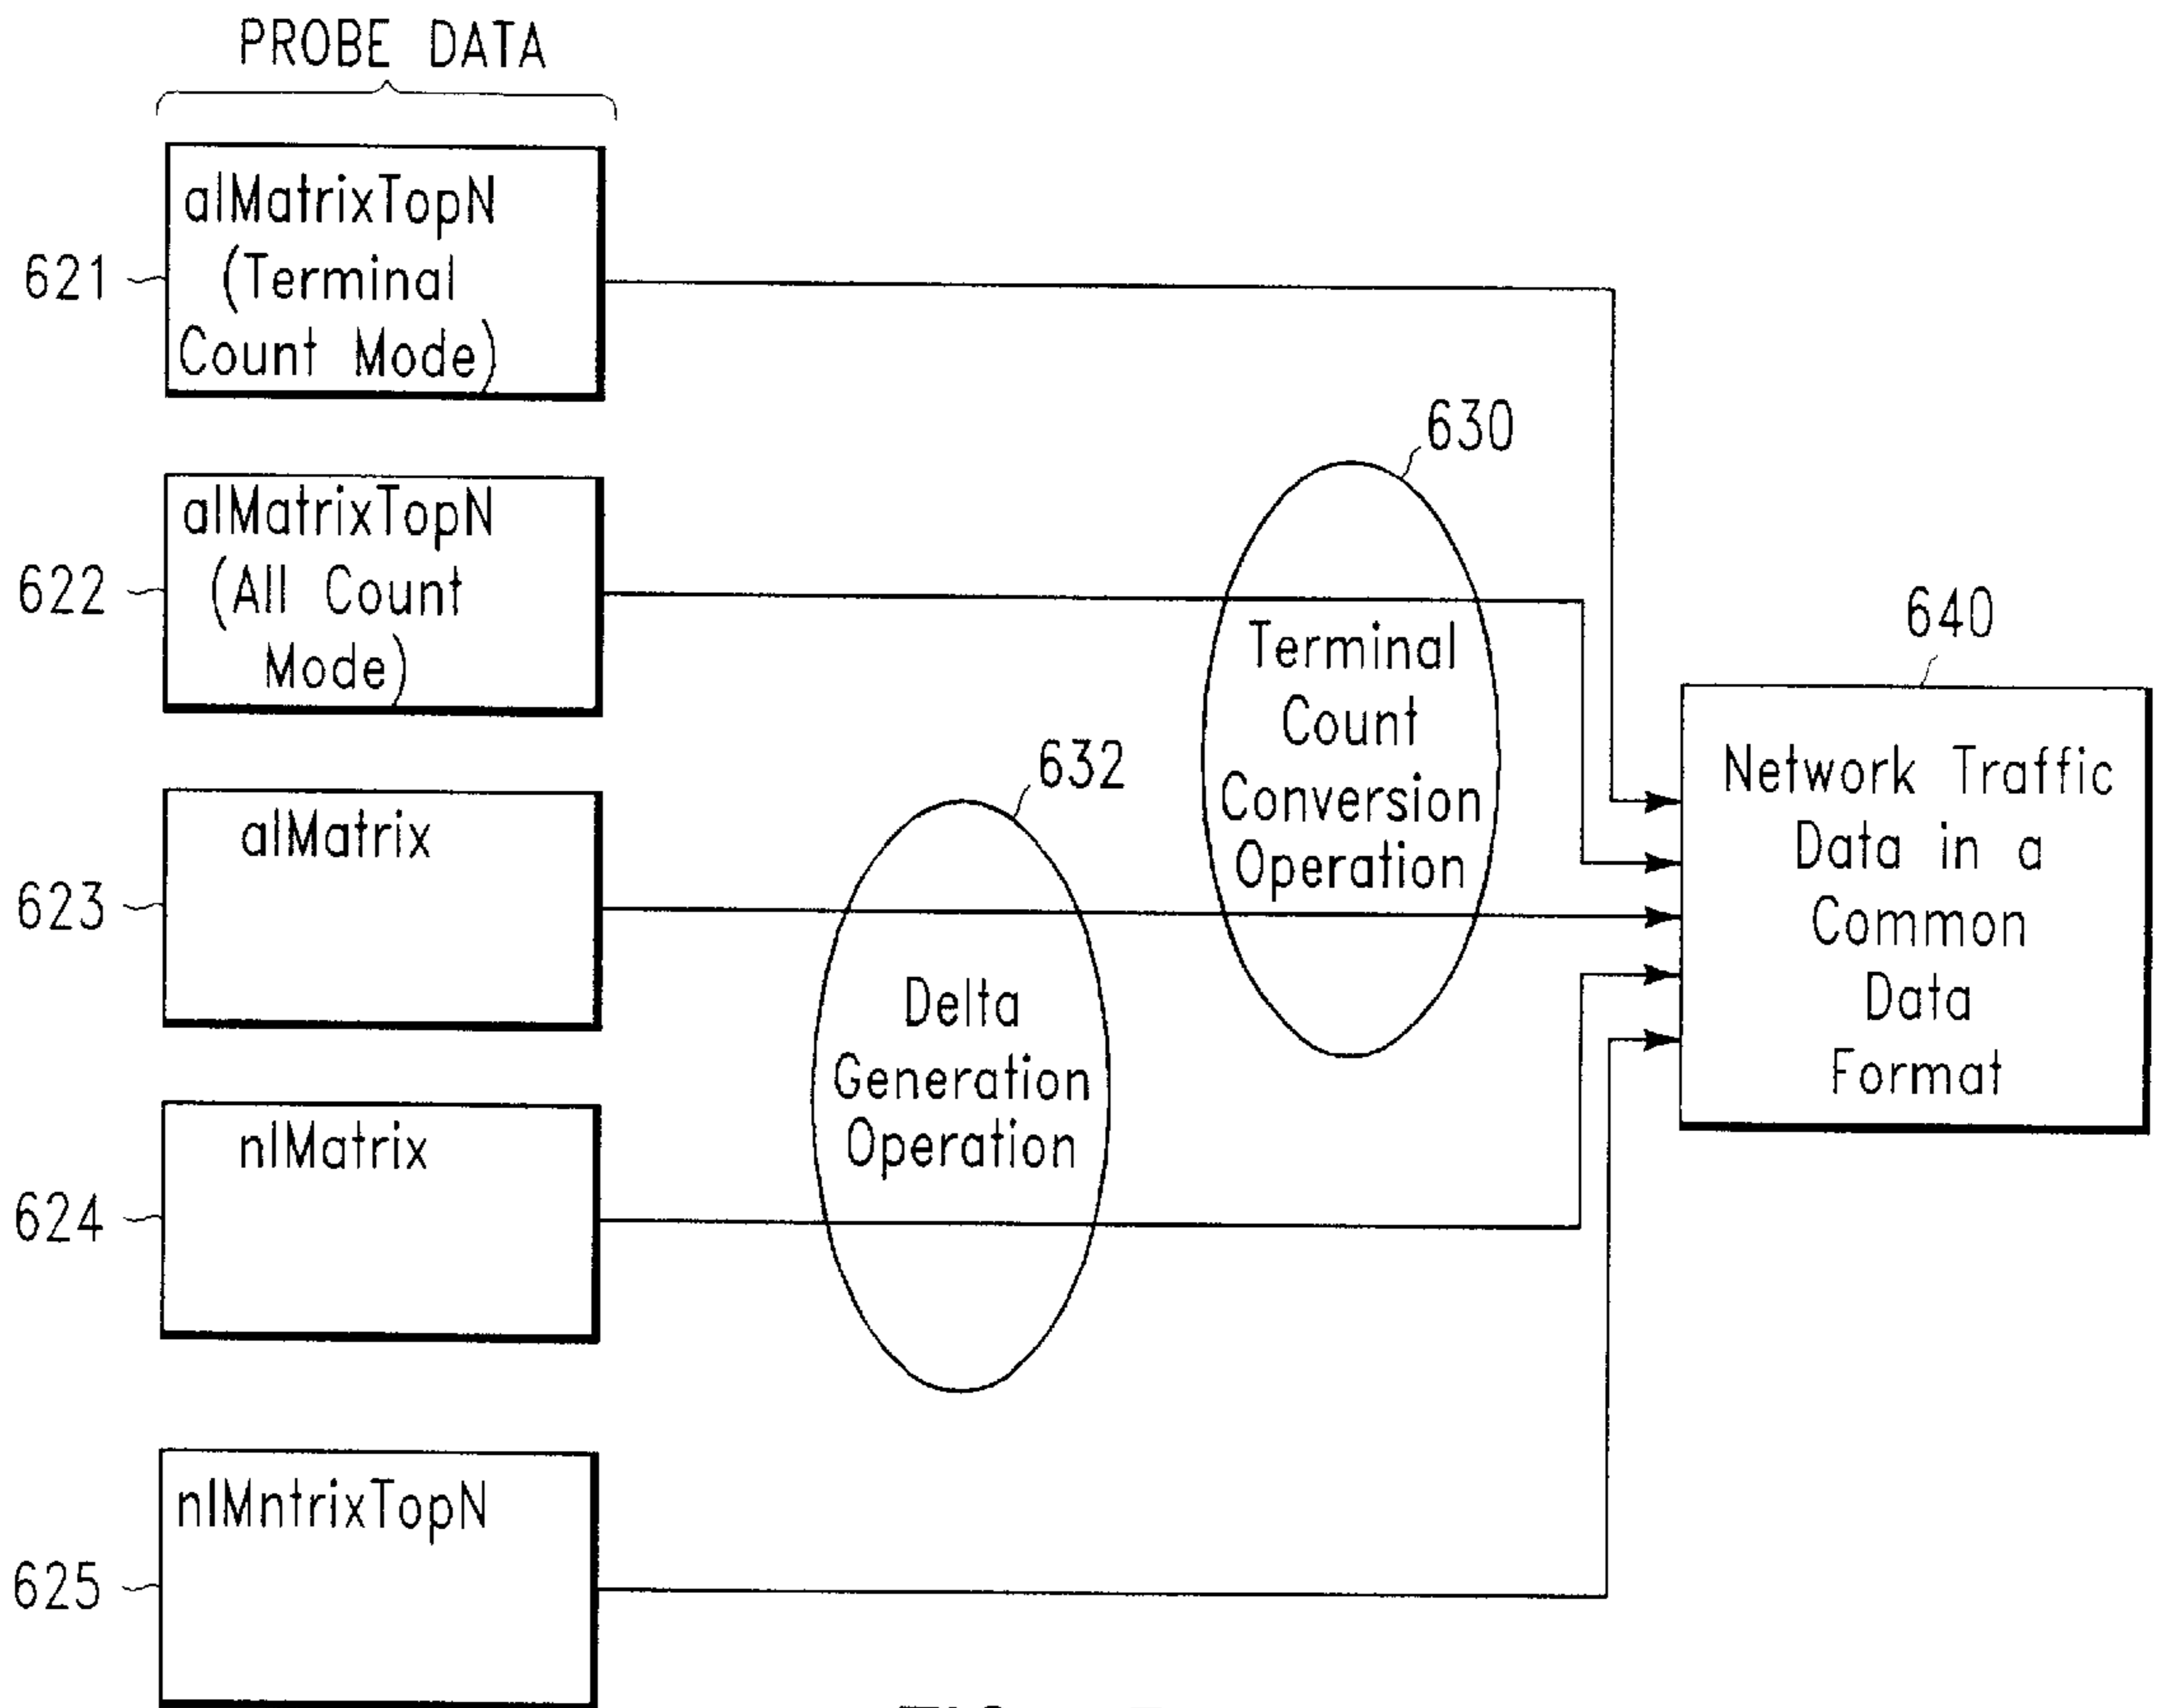 PROBE DATA
621
alMatrixTopN
(Terminal
Count Mode)
622
alMatrixTopN
(All Count
Mode)
623
alMatrix
624
nlMatrix
625
nlMntrixTopN
632
Delta
Generation
Operation
630
Terminal
Count
Conversion
Operation
640
Network Traffic
Data in a
Common
Data
Format